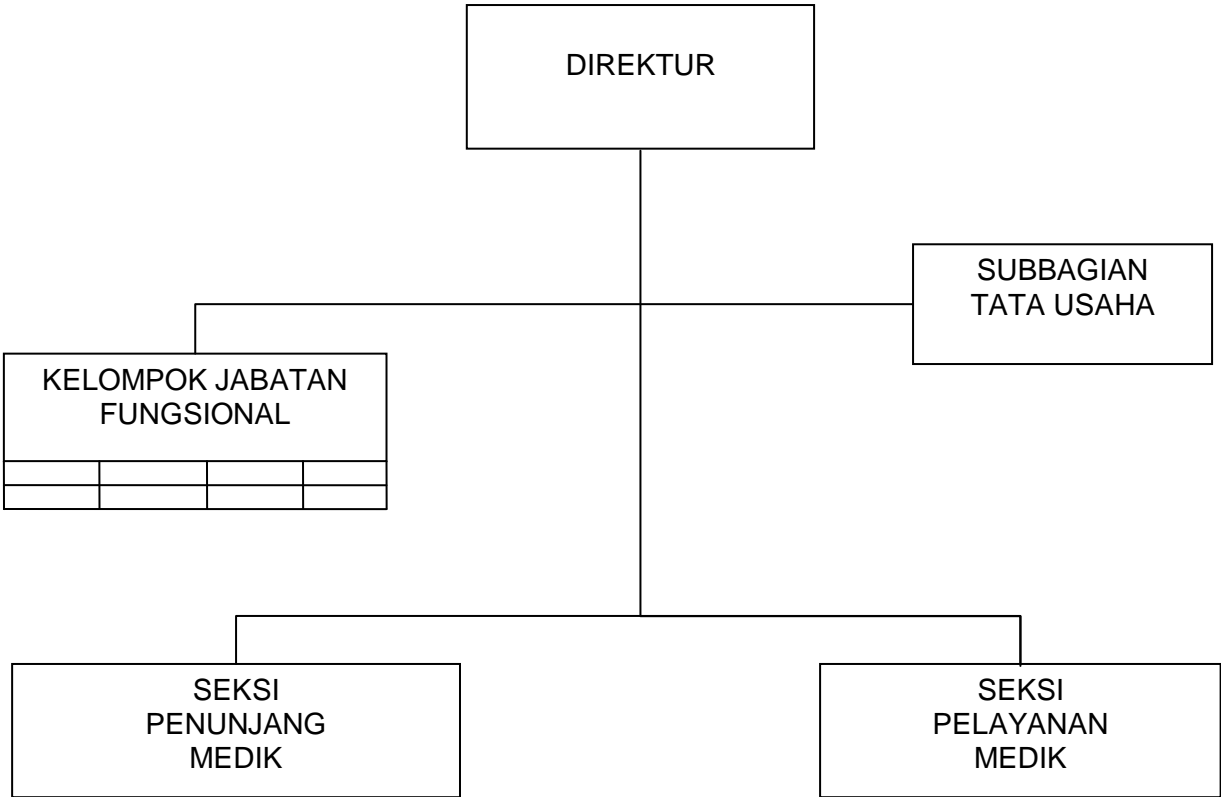 DIREKTUR
SUBBAGIAN
TATA USAHA
KELOMPOK JABATAN
FUNGSIONAL
SEKSI
PENUNJANG
MEDIK
SEKSI
PELAYANAN
MEDIK